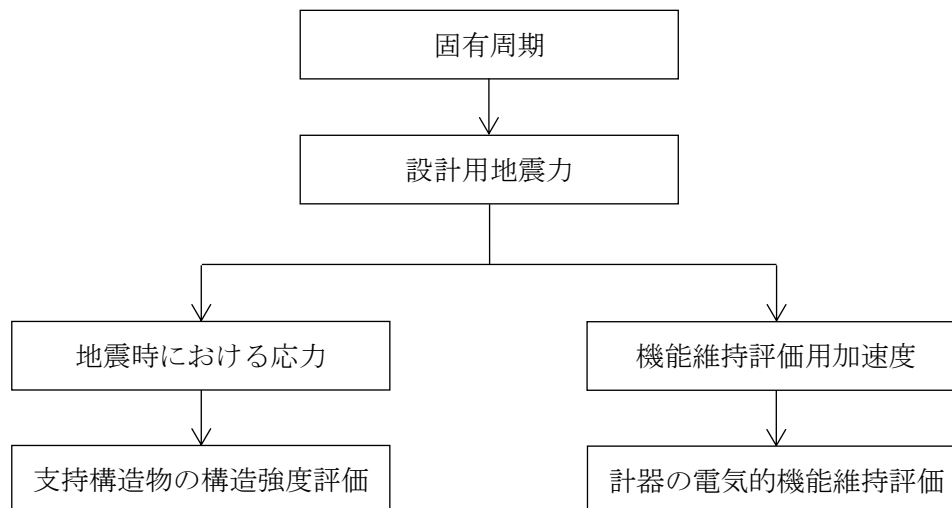 固有周期
設計用地震力
地震時における応力
機能維持評価用加速度
支持構造物の構造強度評価
計器の電気的機能維持評価